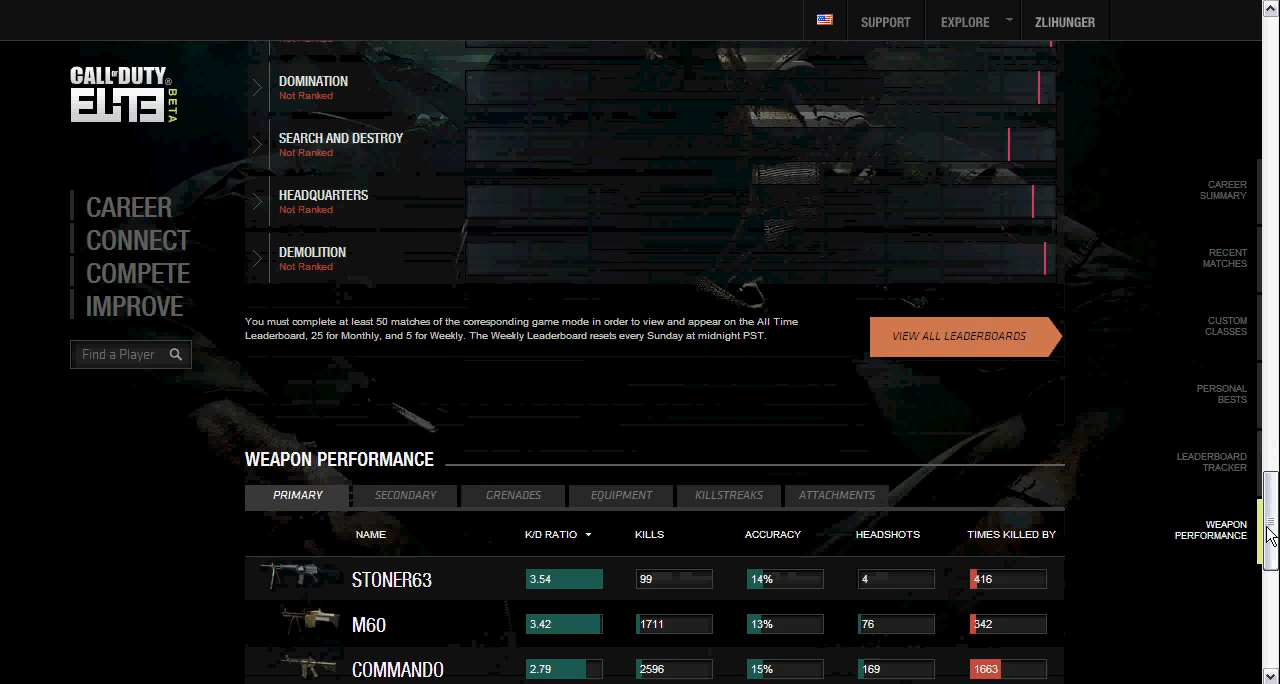 SUPPORT
EXPLORE
ZLIHUNGER
CALL OF DUTY®
ELITE
BETA
CAREER
CONNECT
COMPETE
IMPROVE
Find a Player
DOMINATION
Not Ranked
SEARCH AND DESTROY
Not Ranked
HEADQUARTERS
Not Ranked
DEMOLITION
Not Ranked
You must complete at least 50 matches of the corresponding game mode in order to view and appear on the All Time
Leaderboard, 25 for Monthly, and 5 for Weekly. The Weekly Leaderboard resets every Sunday at midnight PST.
VIEW ALL LEADERBOARDS
WEAPON PERFORMANCE
PRIMARY SECONDARY GRENADES EQUIPMENT KILLSTREAKS ATTACHMENTS
NAME K/D RATIO KILLS ACCURACY HEADSHOTS TIMES KILLED BY
STONER63 3.54 99 14% 4 416
M60 3.42 1711 13% 76 342
COMMANDO 2.79 2596 15% 169 1663
CAREER
SUMMARY
RECENT
MATCHES
CUSTOM
CLASSES
PERSONAL
BESTS
LEADERBOARD
TRACKER
WEAPON
PERFORMANCE